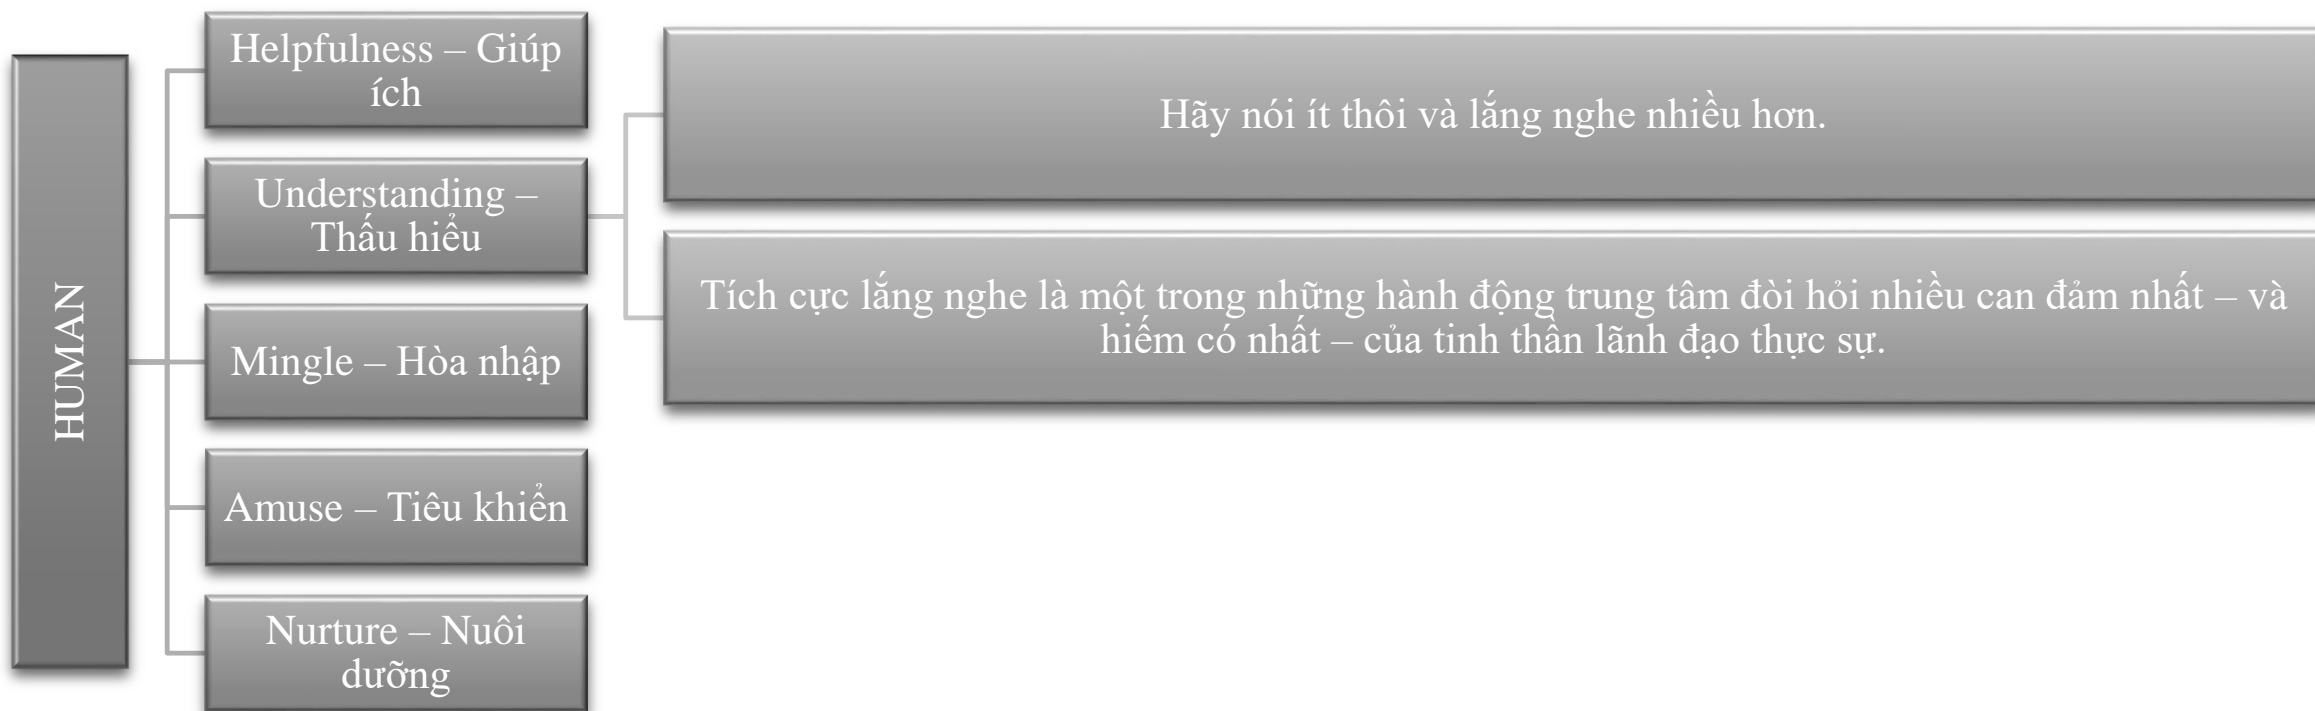 HUMAN
Helpfulness – Giúp
ích
Understanding –
Thấu hiểu
Mingle – Hòa nhập
Amuse – Tiêu khiển
Nurture – Nuôi
dưỡng
Hãy nói ít thôi và lắng nghe nhiều hơn.
Tích cực lắng nghe là một trong những hành động trung tâm đòi hỏi nhiều can đảm nhất – và
hiếm có nhất – của tinh thần lãnh đạo thực sự.